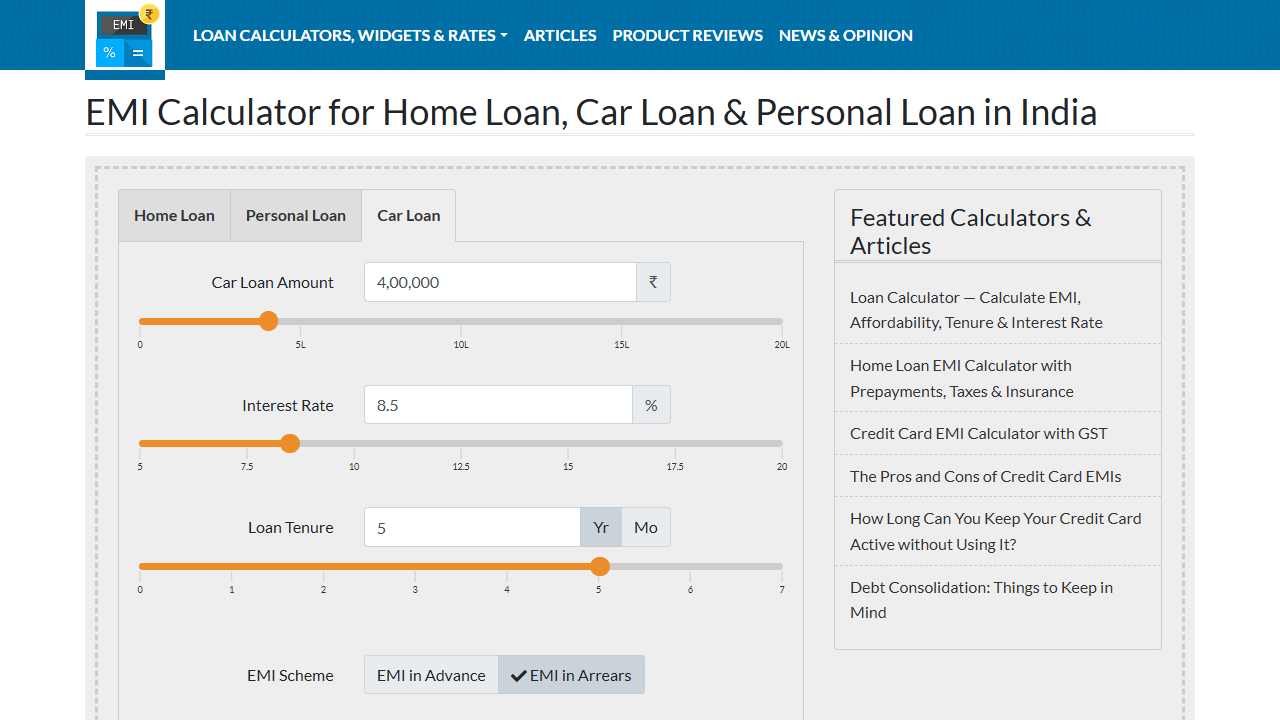 EMI ₹
% =
LOAN CALCULATORS, WIDGETS & RATES ARTICLES PRODUCT REVIEWS NEWS & OPINION
EMI Calculator for Home Loan, Car Loan & Personal Loan in India
Home Loan Personal Loan Car Loan
Car Loan Amount 4,00,000 ₹
0 5L 10L 15L 20L
Interest Rate 8.5 %
5 7.5 10 12.5 15 17.5 20
Loan Tenure 5 Yr Mo
0 1 2 3 4 5 6 7
EMI Scheme EMI in Advance EMI in Arrears
Featured Calculators &
Articles
Loan Calculator — Calculate EMI,
Affordability, Tenure & Interest Rate
Home Loan EMI Calculator with
Prepayments, Taxes & Insurance
Credit Card EMI Calculator with GST
The Pros and Cons of Credit Card EMIs
How Long Can You Keep Your Credit Card
Active without Using It?
Debt Consolidation: Things to Keep in
Mind